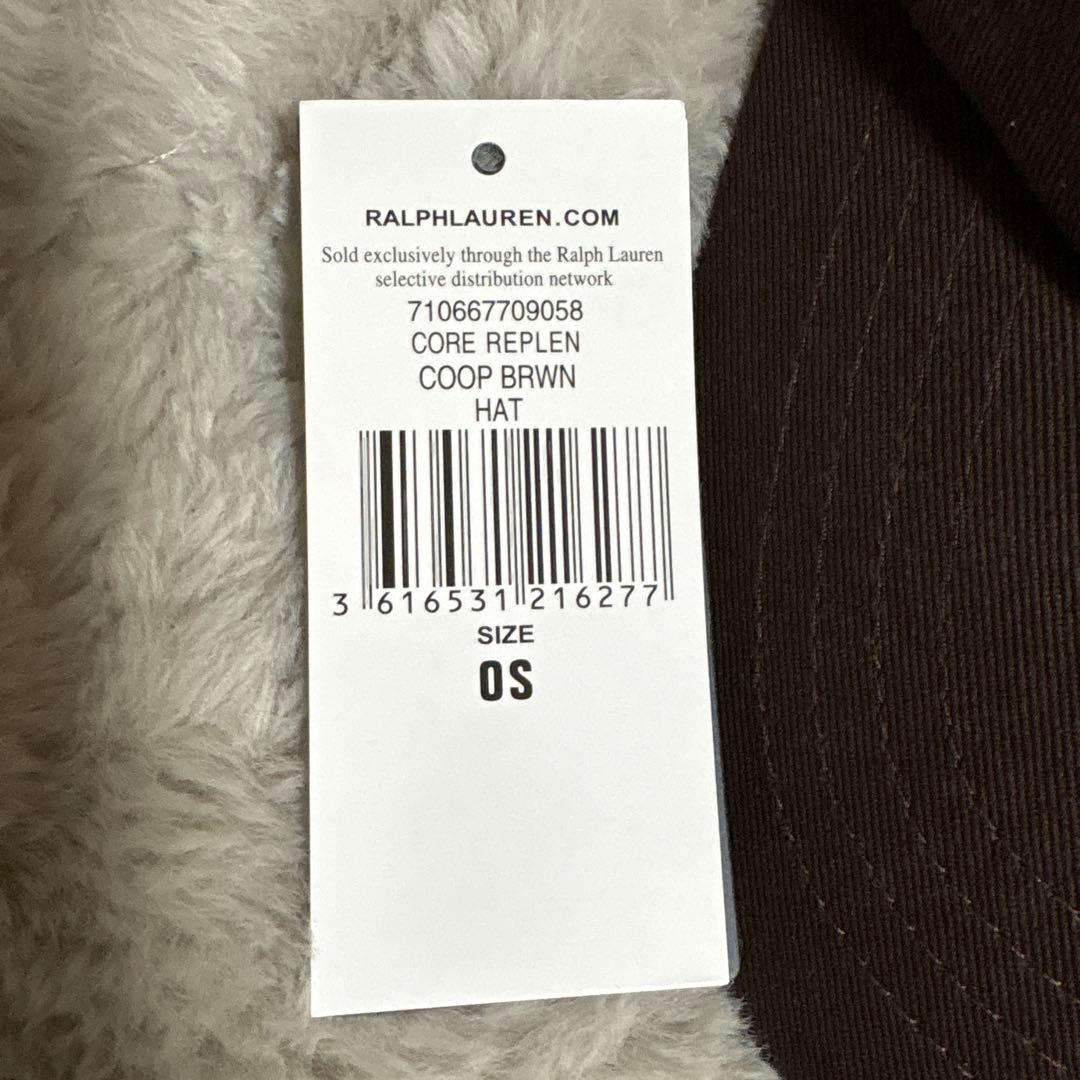 RALPHLAUREN.COM
Sold exclusively through the Ralph Lauren
selective distribution network
710667709058
CORE REPLEN
COOP BRWN
HAT
3 616531 216277
SIZE
OS